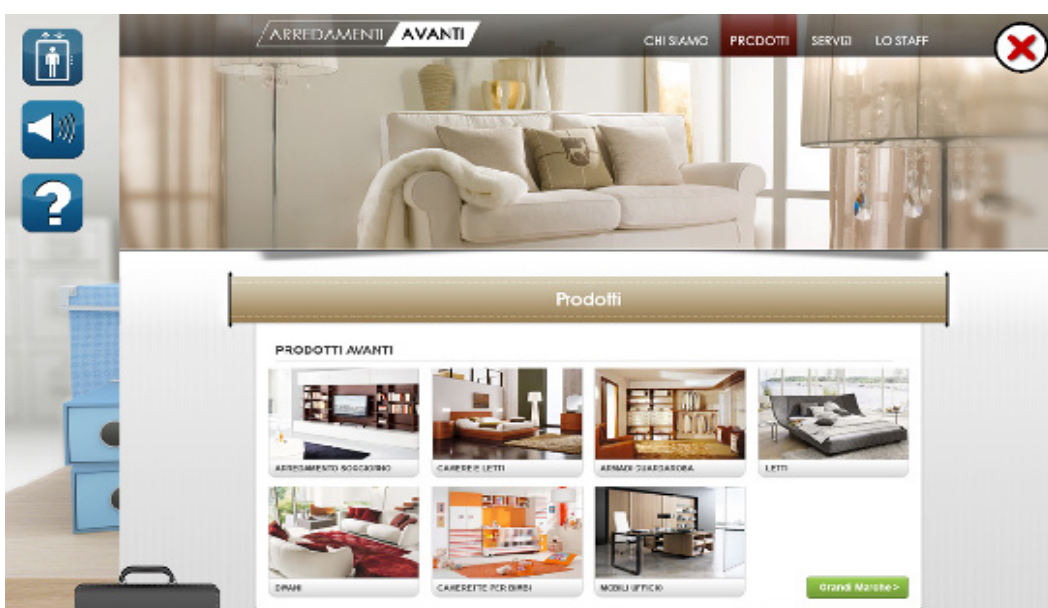 ARREDAMENTI AVANTI
CHI SIAMO PRODOTTI SERVIZI LO STAFF
?
Prodotti
PRODOTTI AVANTI
ARREDAMENTO SOGGIORNO CAMERE E LETTI ARMADI GUARDAROBA LETTI
DIVANI CAMERETTE PER BIMBI MOBILI UFFICIO
Grandi Marche >